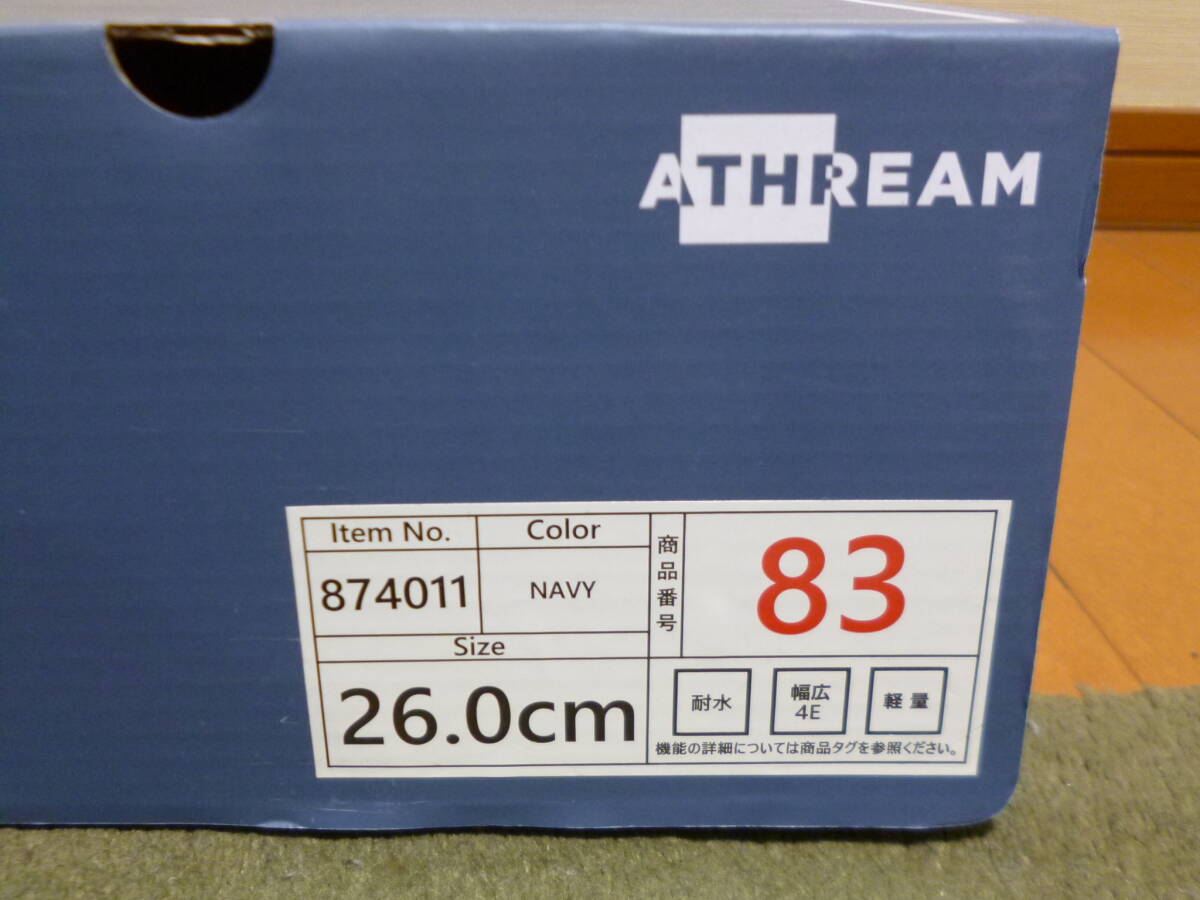 ATHREAM
Item No.
Color
874011
NAVY
Size
26.0cm
商品番号
83
耐水
幅広
4E
軽量
機能の詳細については商品タグを参照ください。